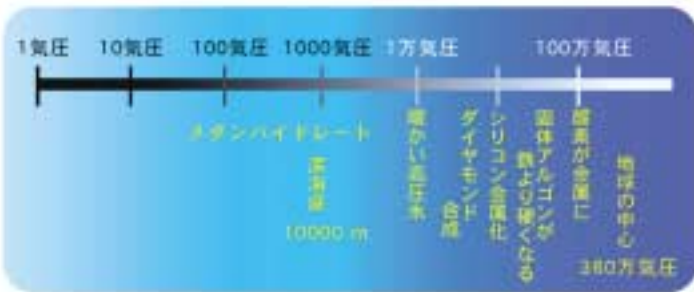 1気圧 10気圧 100気圧 1000気圧 1万気圧 100万気圧
メタンハイドレート
深海底
10000 m
暖かい高圧氷
ダイヤモンド
合成
シリコン金属化
固体アルゴンが
鉄より硬くなる
酸素が金属に
地球の中心
360万気圧